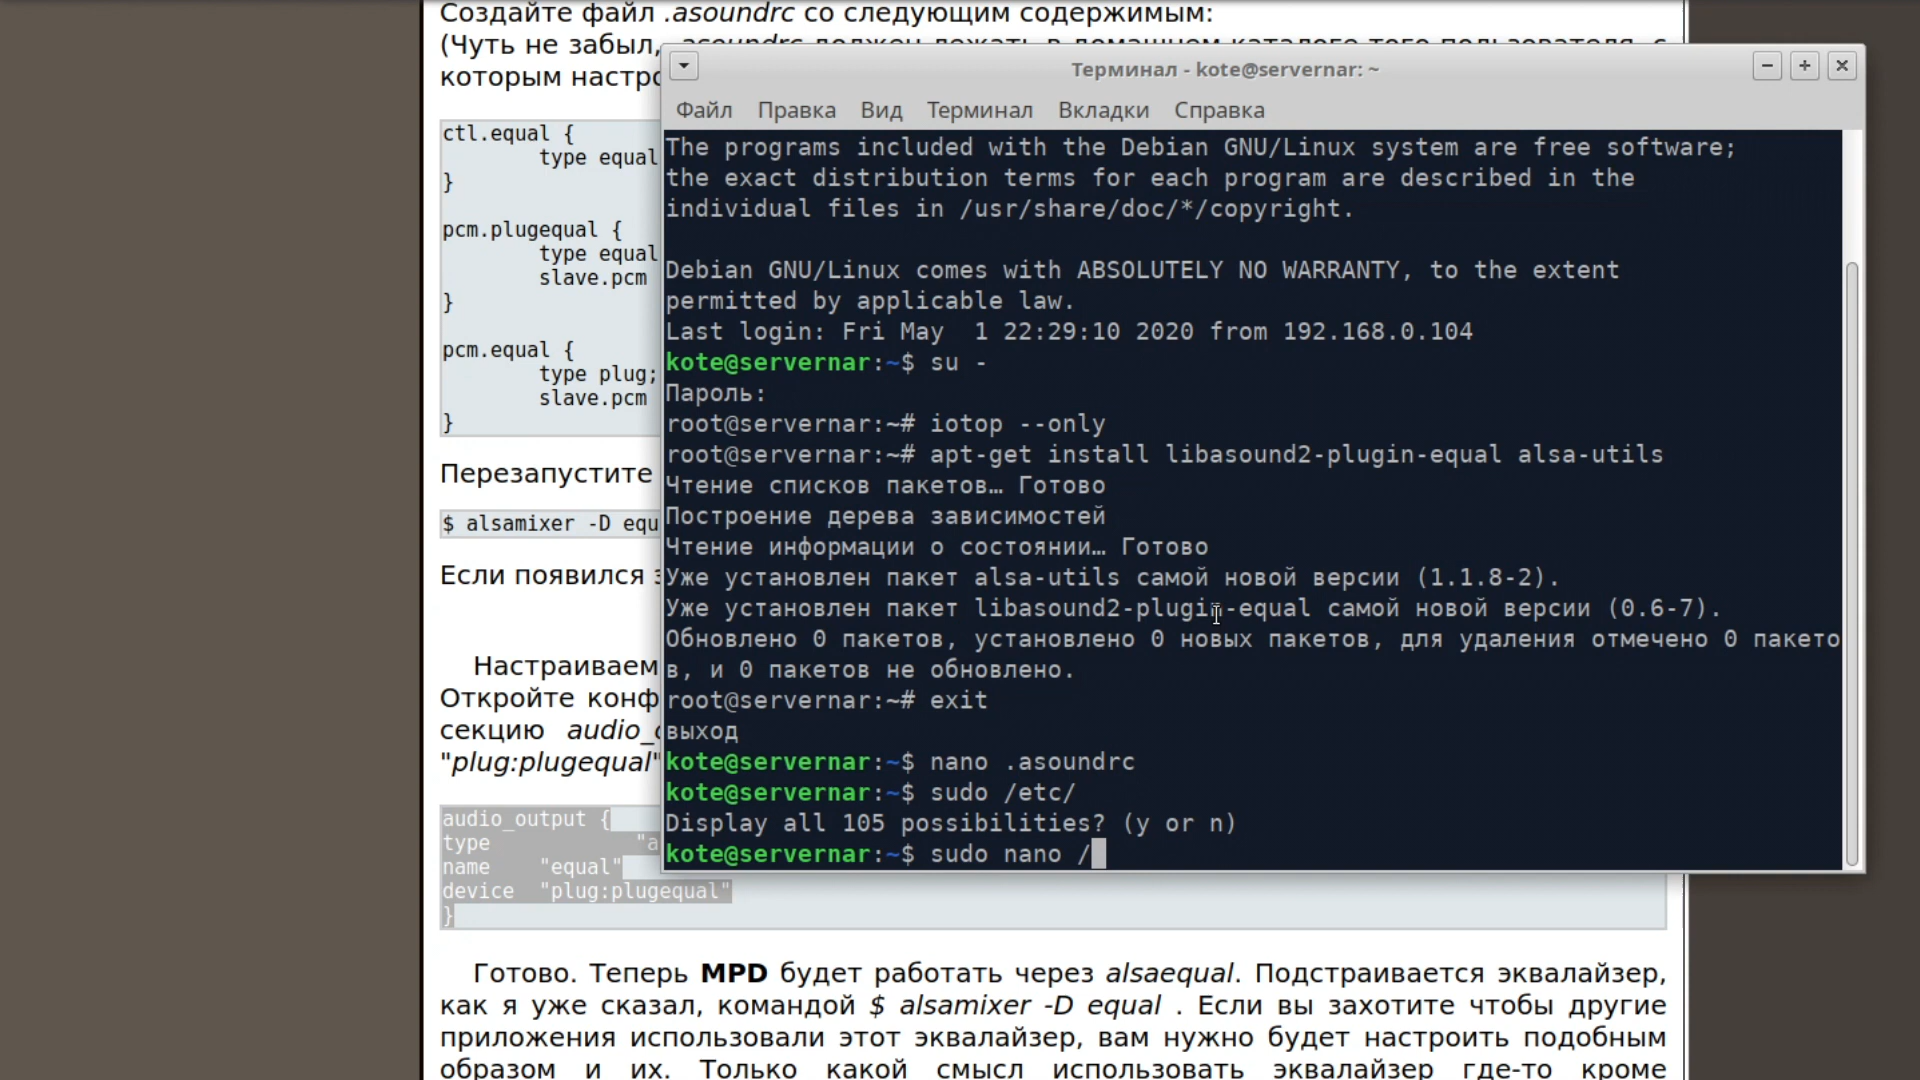 Создайте файл .asoundrc со следующим содержимым:
(Чуть не забыл,
которым настро
ctl.equal {
type equal
}
pcm.plugequal {
type equal
slave.pcm
}
pcm.equal {
type plug;
slave.pcm
}
Перезапустите
$ alsamixer -D equ
Если появился
Настраиваем
Откройте конф
секцию audio_
"plug:plugequal"
audio_output {
type "a
name "equal"
device "plug:plugequal"
}
Готово. Теперь MPD будет работать через alsaequal. Подстраивается эквалайзер,
как я уже сказал, командой $ alsamixer -D equal . Если вы захотите чтобы другие
приложения использовали этот эквалайзер, вам нужно будет настроить подобным
образом и их. Только какой смысл использовать эквалайзер где-то кроме
Терминал - kote@servernar: ~
Файл Правка Вид Терминал Вкладки Справка
The programs included with the Debian GNU/Linux system are free software;
the exact distribution terms for each program are described in the
individual files in /usr/share/doc/*/copyright.
Debian GNU/Linux comes with ABSOLUTELY NO WARRANTY, to the extent
permitted by applicable law.
Last login: Fri May  1 22:29:10 2020 from 192.168.0.104
kote@servernar:~$ su -
Пароль:
root@servernar:~# iotop --only
root@servernar:~# apt-get install libasound2-plugin-equal alsa-utils
Чтение списков пакетов… Готово
Построение дерева зависимостей
Чтение информации о состоянии… Готово
Уже установлен пакет alsa-utils самой новой версии (1.1.8-2).
Уже установлен пакет libasound2-plugin-equal самой новой версии (0.6-7).
Обновлено 0 пакетов, установлено 0 новых пакетов, для удаления отмечено 0 пакето
в, и 0 пакетов не обновлено.
root@servernar:~# exit
выход
kote@servernar:~$ nano .asoundrc
kote@servernar:~$ sudo /etc/
Display all 105 possibilities? (y or n)
kote@servernar:~$ sudo nano /